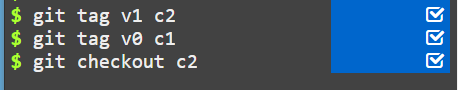 $ git tag v1 c2
$ git tag v0 c1
$ git checkout c2